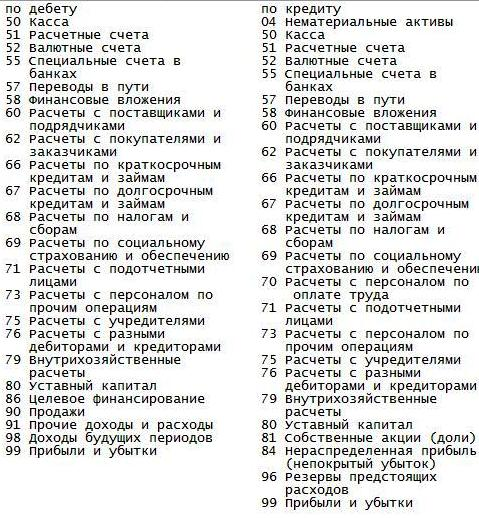 по дебету
50 Касса
51 Расчетные счета
52 Валютные счета
55 Специальные счета в
банках
57 Переводы в пути
58 Финансовые вложения
60 Расчеты с поставщиками и
подрядчиками
62 Расчеты с покупателями и
заказчиками
66 Расчеты по краткосрочным
кредитам и займам
67 Расчеты по долгосрочным
кредитам и займам
68 Расчеты по налогам и
сборам
69 Расчеты по социальному
страхованию и обеспечению
71 Расчеты с подотчетными
лицами
73 Расчеты с персоналом по
прочим операциям
75 Расчеты с учредителями
76 Расчеты с разными
дебиторами и кредиторами
79 Внутрихозяйственные
расчеты
80 Уставный капитал
86 Целевое финансирование
90 Продажи
91 Прочие доходы и расходы
98 Доходы будущих периодов
99 Прибыли и убытки
по кредиту
04 Нематериальные активы
50 Касса
51 Расчетные счета
52 Валютные счета
55 Специальные счета в
банках
57 Переводы в пути
58 Финансовые вложения
60 Расчеты с поставщиками и
подрядчиками
62 Расчеты с покупателями и
заказчиками
66 Расчеты по краткосрочным
кредитам и займам
67 Расчеты по долгосрочным
кредитам и займам
68 Расчеты по налогам и
сборам
69 Расчеты по социальному
страхованию и обеспечени
70 Расчеты с персоналом по
оплате труда
71 Расчеты с подотчетными
лицами
73 Расчеты с персоналом по
прочим операциям
75 Расчеты с учредителями
76 Расчеты с разными
дебиторами и кредиторами
79 Внутрихозяйственные
расчеты
80 Уставный капитал
81 Собственные акции (доли)
84 Нераспределенная прибыль
(непокрытый убыток)
96 Резервы предстоящих
расходов
99 Прибыли и убытки